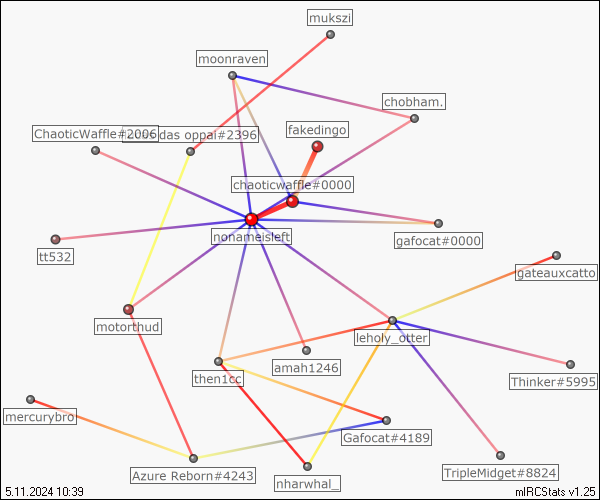 mukszi
moonraven
chobham.
fakedingo
ChaoticWaffle#2006
das oppai#2396
chaoticwaffle#0000
nonameisleft
gafocat#0000
tt532
gateauxcatto
motorthud
leholy_otter
amah1246
then1cc
Thinker#5995
mercurybro
Gafocat#4189
Azure Reborn#4243
nharwhal_
TripleMidget#8824
5.11.2024 10:39
mIRCStats v1.25